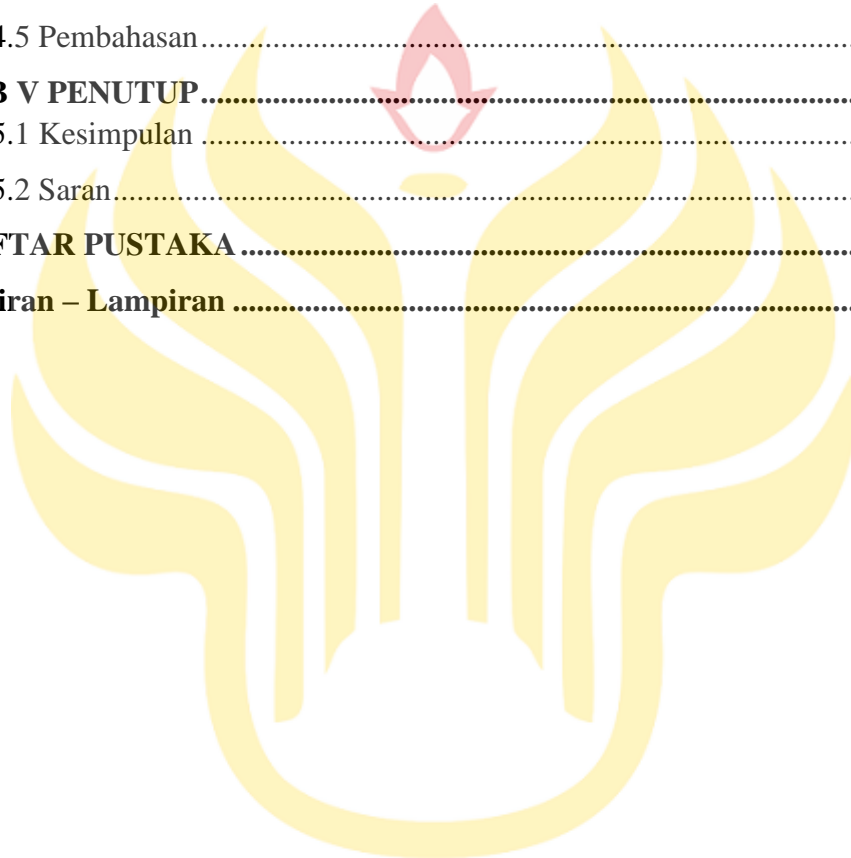 4.5 Pembahasan......................................................................................
B V PENUTUP......................................................................................
5.1 Kesimpulan ......................................................................................
5.2 Saran......................................................................................
FTAR PUSTAKA ......................................................................................
iran – Lampiran ......................................................................................